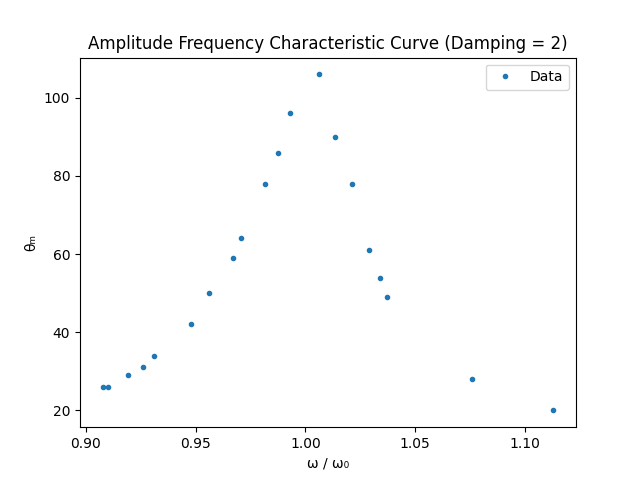 Amplitude Frequency Characteristic Curve (Damping = 2)
Data
100
80
60
40
20
θₘ
0.90 0.95 1.00 1.05 1.10
ω / ω₀